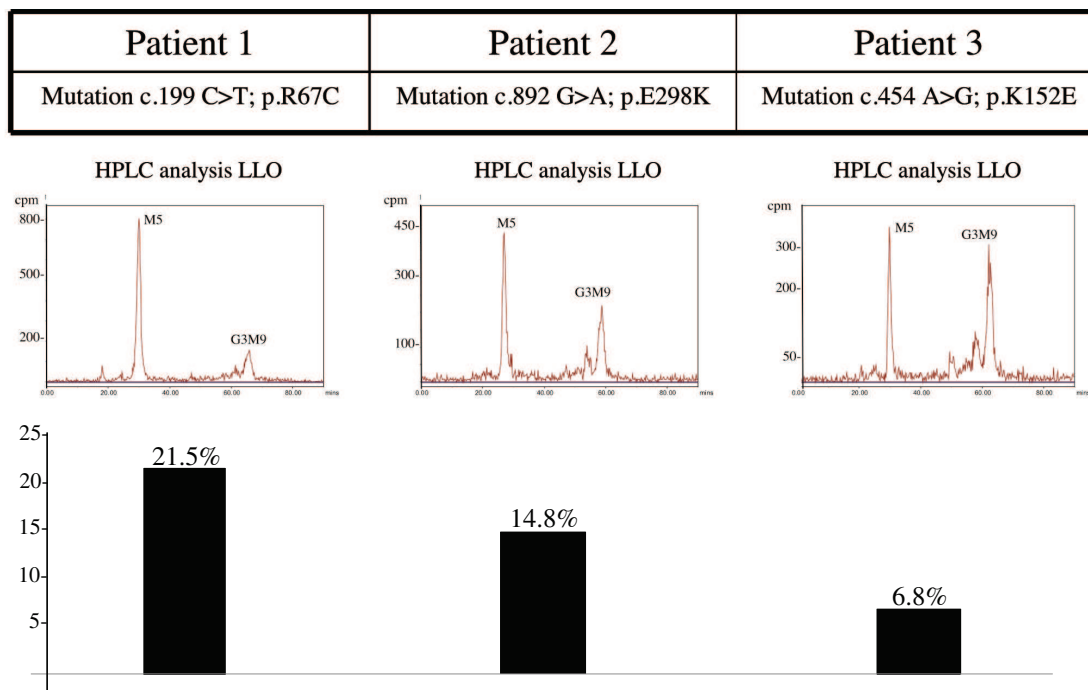 Patient 1 Patient 2 Patient 3
Mutation c.199 C>T; p.R67C Mutation c.892 G>A; p.E298K Mutation c.454 A>G; p.K152E
HPLC analysis LLO HPLC analysis LLO HPLC analysis LLO
cpm
800
500
200
M5
G3M9
0.00 20.00 40.00 60.00 80.00 mins
cpm
450
300
100
M5
G3M9
0.00 20.00 40.00 60.00 80.00 mins
cpm
300
200
50
M5
G3M9
0.00 20.00 40.00 60.00 80.00 mins
25
20
15
10
5
21.5%
14.8%
6.8%